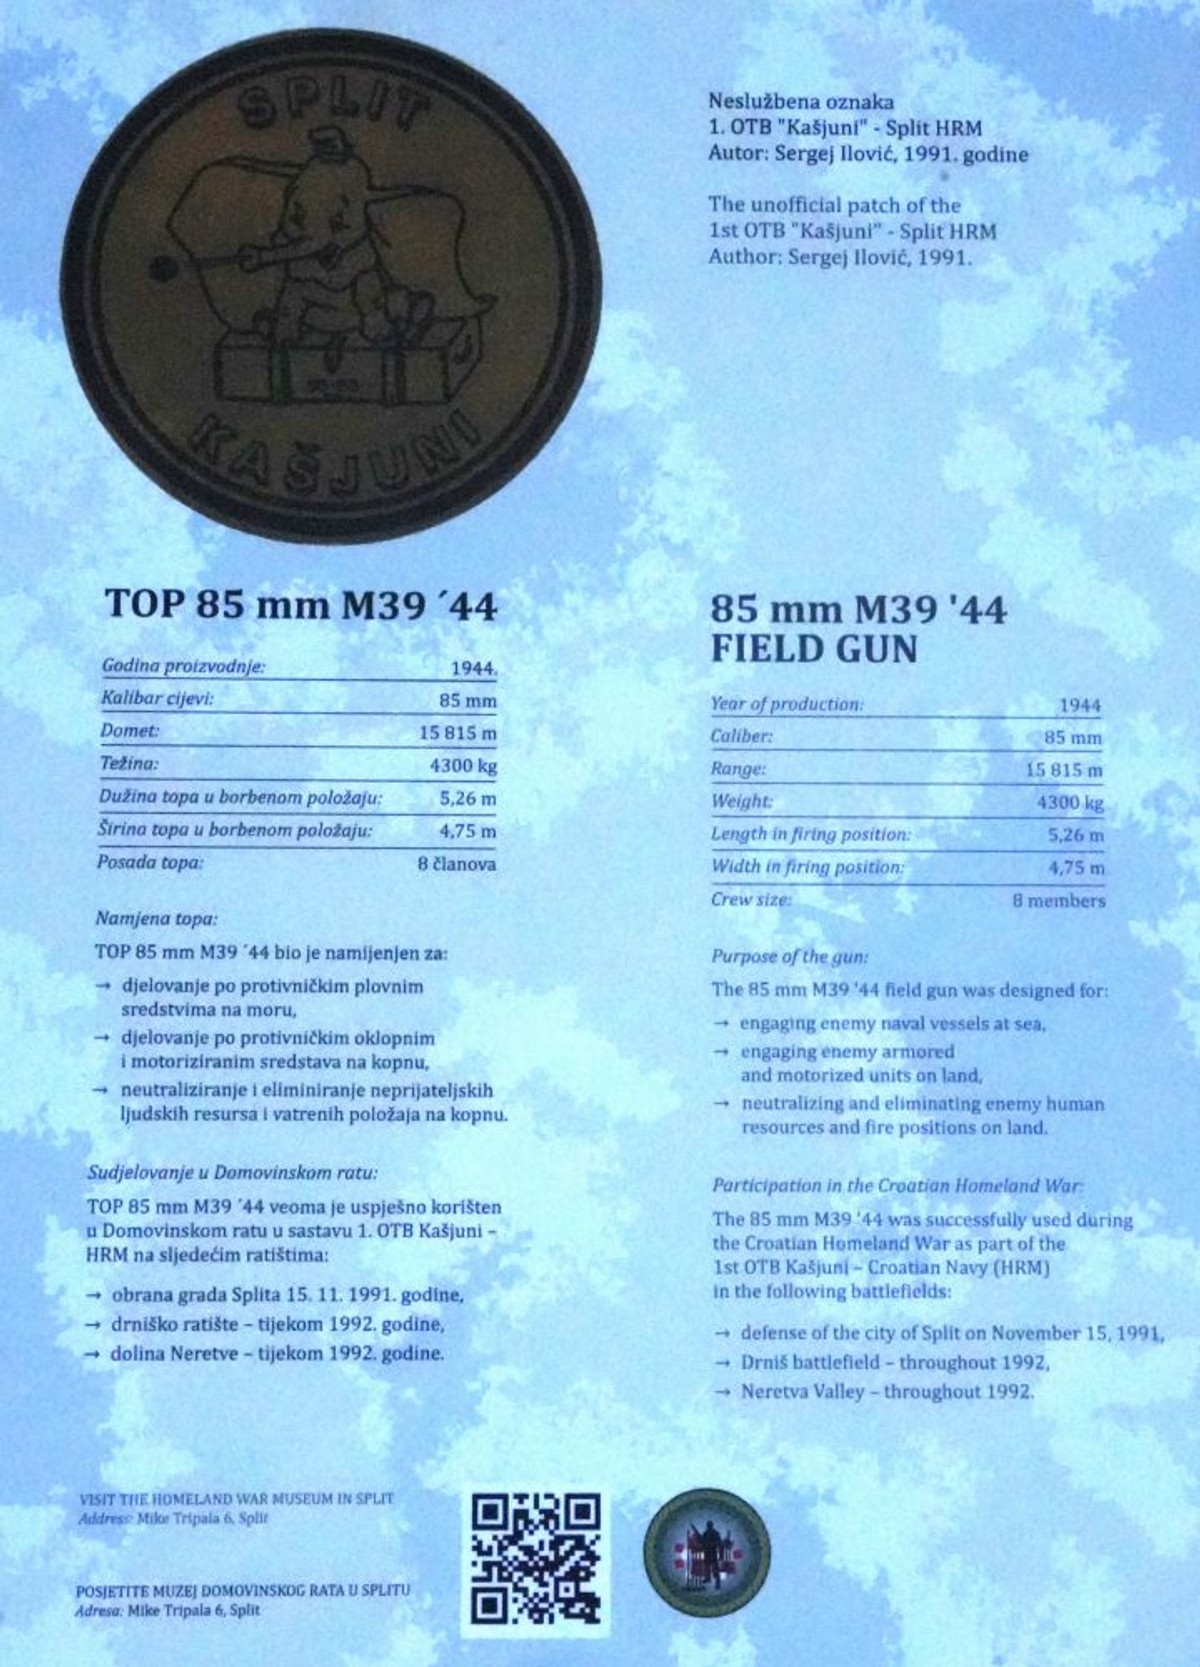 SPLIT
KAŠJUNI
Neslužbena oznaka
1. OTB "Kašjuni" - Split HRM
Autor: Sergej Ilović, 1991. godine
The unofficial patch of the
1st OTB "Kašjuni" - Split HRM
Author: Sergej Ilović, 1991.
TOP 85 mm M39 ´44
Godina proizvodnje: 1944.
Kalibar cijevi: 85 mm
Domet: 15 815 m
Težina: 4300 kg
Dužina topa u borbenom položaju: 5,26 m
Širina topa u borbenom položaju: 4,75 m
Posada topa: 8 članova
Namjena topa:
TOP 85 mm M39 ´44 bio je namijenjen za:
→ djelovanje po protivničkim plovnim
sredstvima na moru,
→ djelovanje po protivničkim oklopnim
i motoriziranim sredstava na kopnu,
→ neutraliziranje i eliminiranje neprijateljskih
ljudskih resursa i vatrenih položaja na kopnu.
Sudjelovanje u Domovinskom ratu:
TOP 85 mm M39 ´44 veoma je uspješno korišten
u Domovinskom ratu u sastavu 1. OTB Kašjuni –
HRM na sljedećim ratištima:
→ obrana grada Splita 15. 11. 1991. godine,
→ drniško ratište – tijekom 1992. godine,
→ dolina Neretve – tijekom 1992. godine.
85 mm M39 '44
FIELD GUN
Year of production: 1944
Caliber: 85 mm
Range: 15 815 m
Weight: 4300 kg
Length in firing position: 5,26 m
Width in firing position: 4,75 m
Crew size: 8 members
Purpose of the gun:
The 85 mm M39 '44 field gun was designed for:
→ engaging enemy naval vessels at sea,
→ engaging enemy armored
and motorized units on land,
→ neutralizing and eliminating enemy human
resources and fire positions on land.
Participation in the Croatian Homeland War:
The 85 mm M39 '44 was successfully used during
the Croatian Homeland War as part of the
1st OTB Kašjuni – Croatian Navy (HRM)
in the following battlefields:
→ defense of the city of Split on November 15, 1991,
→ Drniš battlefield – throughout 1992,
→ Neretva Valley – throughout 1992.
VISIT THE HOMELAND WAR MUSEUM IN SPLIT
Address: Mike Tripala 6, Split
POSJETITE MUZEJ DOMOVINSKOG RATA U SPLITU
Adresa: Mike Tripala 6, Split